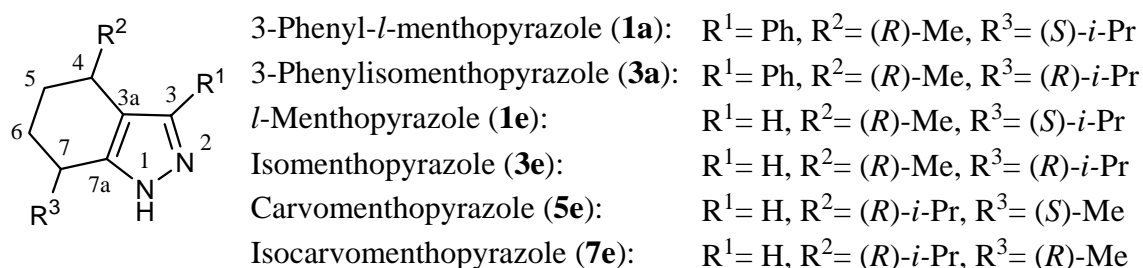 R²
4
5
R¹
3a
3
6
2
7
1
N
7a
N
H
R³
3-Phenyl-l-menthopyrazole (1a): R¹= Ph, R²= (R)-Me, R³= (S)-i-Pr
3-Phenylisomenthopyrazole (3a): R¹= Ph, R²= (R)-Me, R³= (R)-i-Pr
l-Menthopyrazole (1e): R¹= H, R²= (R)-Me, R³= (S)-i-Pr
Isomenthopyrazole (3e): R¹= H, R²= (R)-Me, R³= (R)-i-Pr
Carvomenthopyrazole (5e): R¹= H, R²= (R)-i-Pr, R³= (S)-Me
Isocarvomenthopyrazole (7e): R¹= H, R²= (R)-i-Pr, R³= (R)-Me